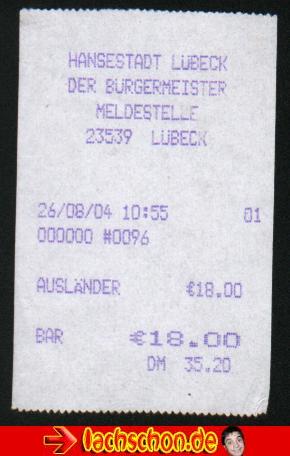 HANSESTADT LÜBECK
DER BÜRGERMEISTER
MELDESTELLE
23539 LÜBECK
26/08/04 10:55 01
000000 #0096
AUSLÄNDER €18.00
BAR €18.00
DM 35.20
lachschon.de